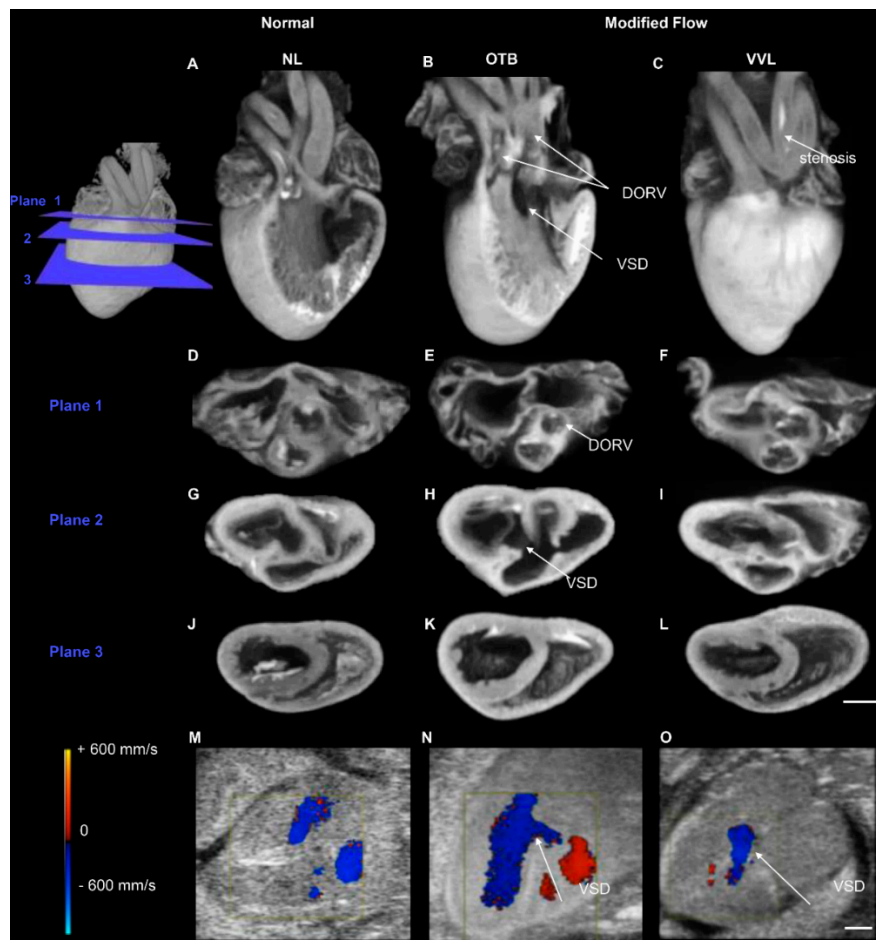 Normal
Modified Flow
A
NL
B
OTB
C
VVL
stenosis
Plane 1
2
3
DORV
VSD
D
E
F
Plane 1
DORV
G
H
I
Plane 2
VSD
J
K
L
Plane 3
M
N
O
+ 600 mm/s
0
- 600 mm/s
VSD
VSD